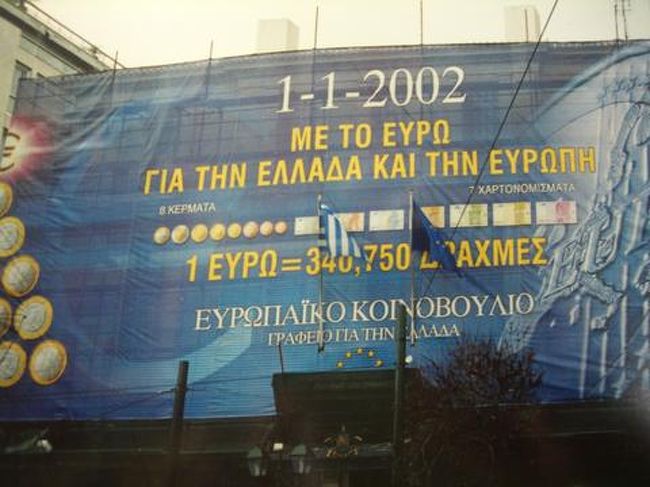 1-1-2002
ΜΕ ΤΟ ΕΥΡΩ
ΓΙΑ ΤΗΝ ΕΛΛΑΔΑ ΚΑΙ ΤΗΝ ΕΥΡΩΠΗ
8 ΚΕΡΜΑΤΑ 7 ΧΑΡΤΟΝΟΜΙΣΜΑΤΑ
1 ΕΥΡΩ = 340,750 ΔΡΑΧΜΕΣ
ΕΥΡΩΠΑΪΚΟ ΚΟΙΝΟΒΟΥΛΙΟ
ΓΡΑΦΕΙΟ ΓΙΑ ΤΗΝ ΕΛΛΑΔΑ